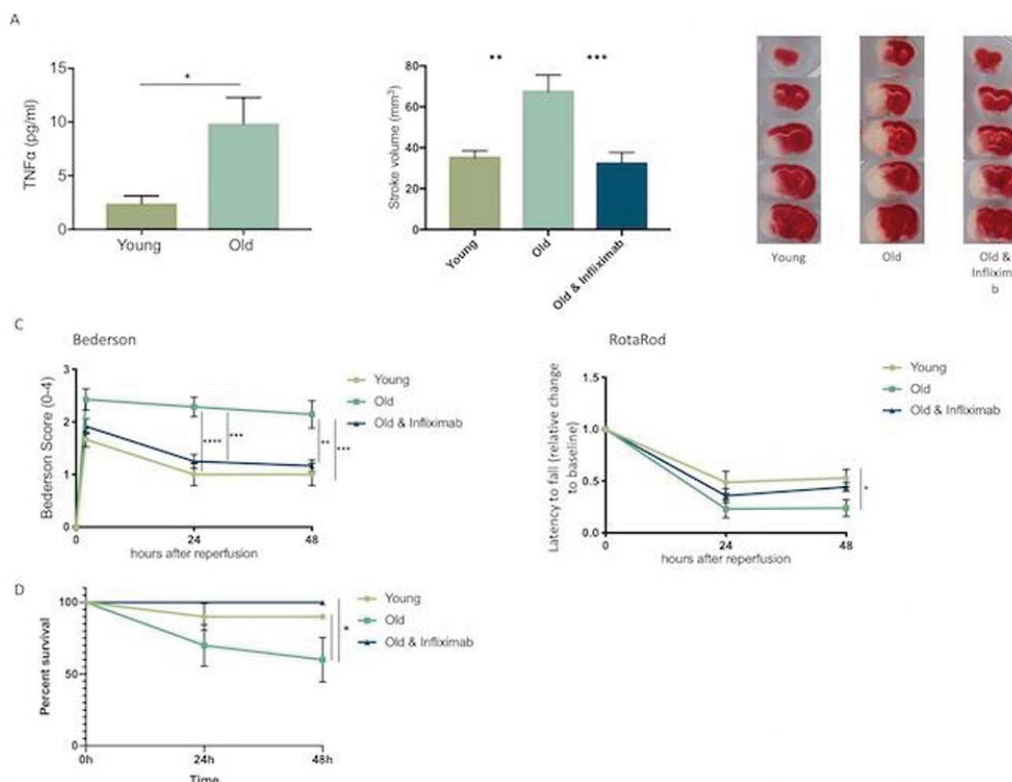 A
TNFα (pg/ml)
15
10
5
0
*
Young
Old
Stroke volume (mm³)
80
60
40
20
0
**
***
Young
Old
Old & Infliximab
Young
Old
Old &
Inflixim
b
C
Bederson
Bederson Score (0-4)
3
2
1
0
****
***
**
***
0
24
48
hours after reperfusion
Young
Old
Old & Infliximab
RotaRod
Latency to fall (relative change
to baseline)
1.5
1.0
0.5
0.0
*
0
24
48
hours after reperfusion
Young
Old
Old & Infliximab
D
Percent survival
100
50
0
*
0h
24h
48h
Time
Young
Old
Old & Infliximab